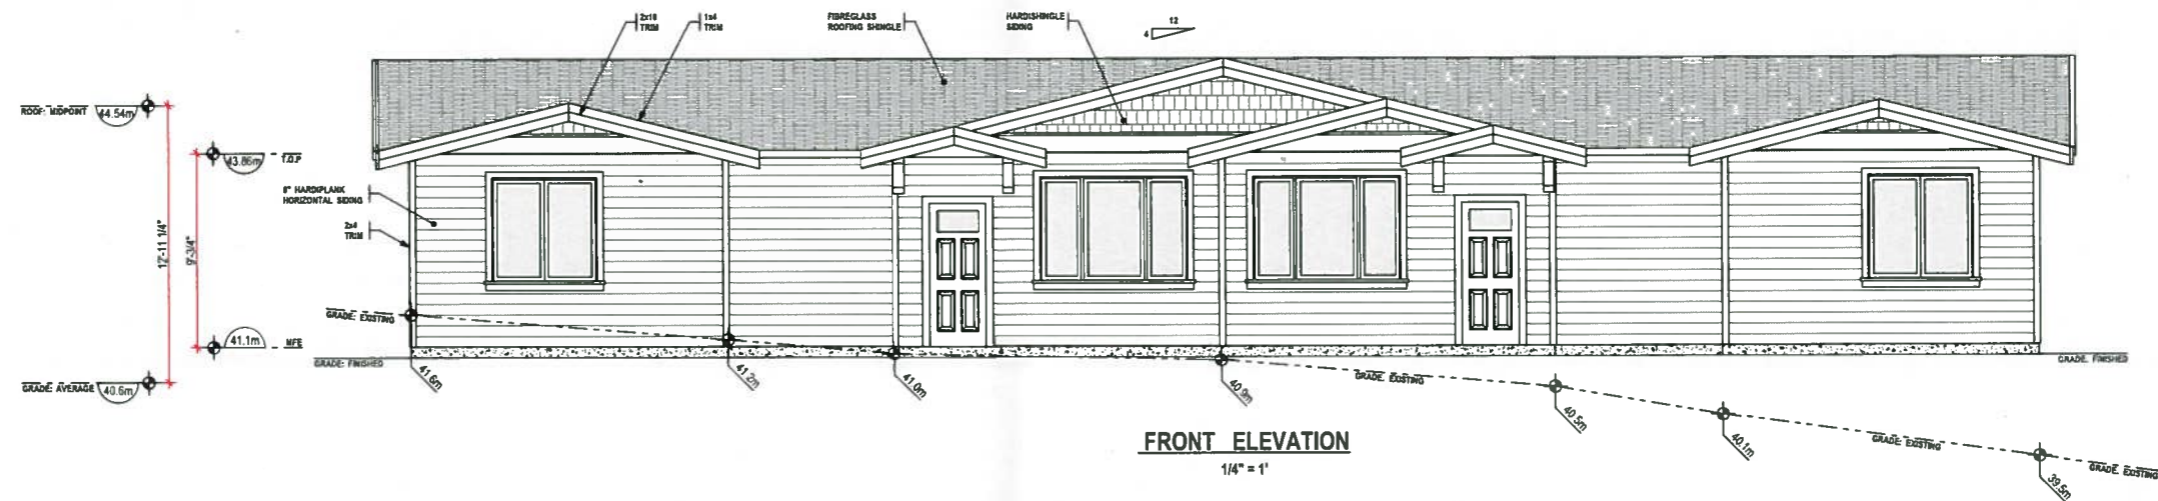 2x10
TRIM
1x4
TRIM
FIBREGLASS
ROOFING SHINGLE
HARDISHINGLE
SIDING
12
4
ROOF: MIDPOINT
44.54m
43.86m
T.O.P
8" HARDIPLANK
HORIZONTAL SIDING
2x4
TRIM
12'-11 1/4"
9'-3/4"
GRADE: EXISTING
41.1m
MFE
GRADE: FINISHED
GRADE: FINISHED
GRADE: AVERAGE
40.6m
41.6m
41.2m
41.0m
40.9m
GRADE: EXISTING
40.5m
40.1m
GRADE: EXISTING
39.5m
GRADE: EXISTING
FRONT ELEVATION
1/4" = 1'